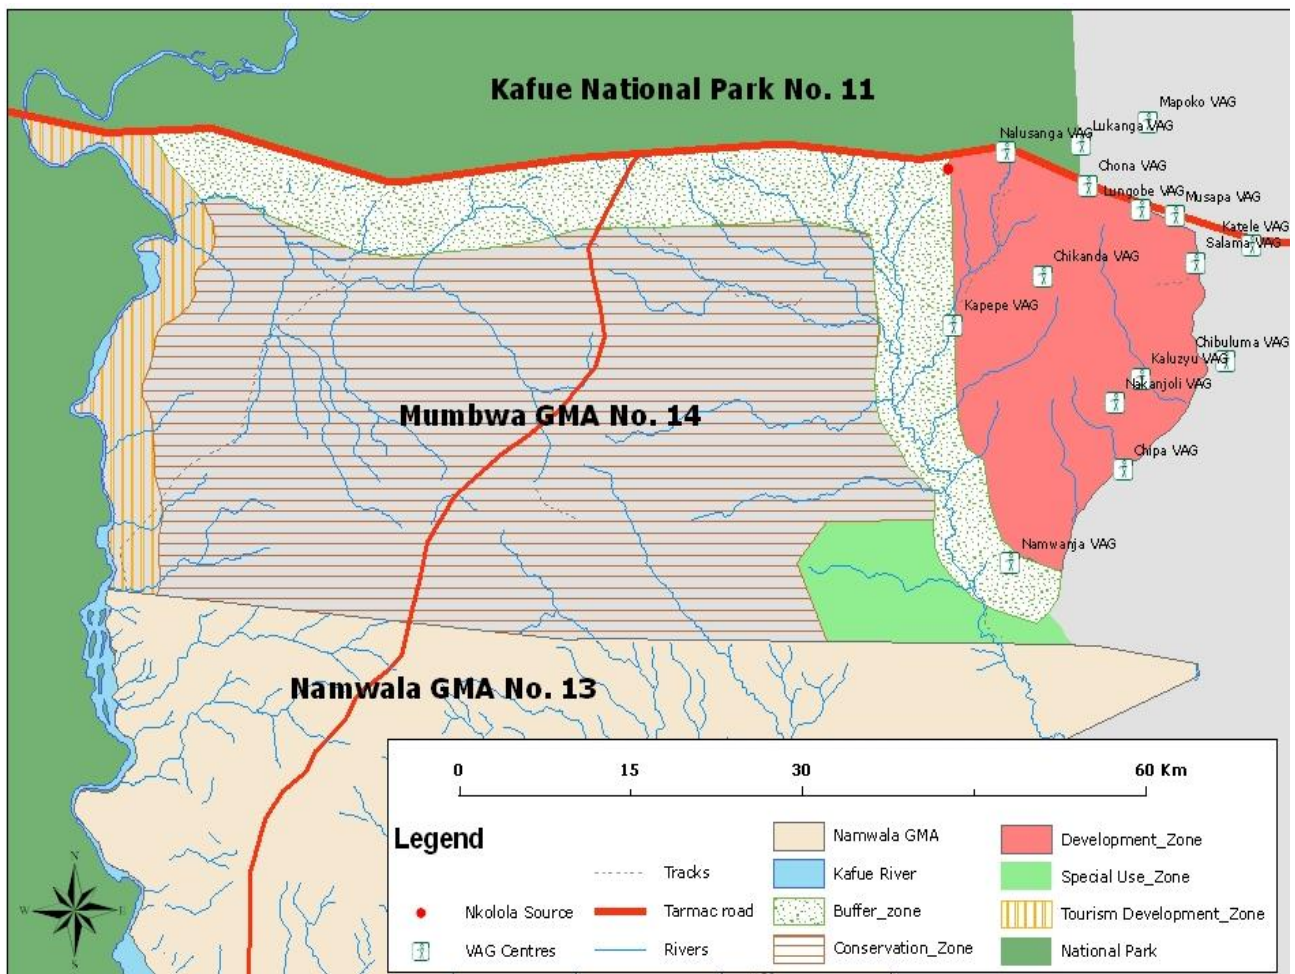 Kafue National Park No. 11
Mapoko VAG
Lukanga VAG
Nalusanga VAG
Chona VAG
Lungobe VAG
Musapa VAG
Katele VAG
Salama VAG
Chikanda VAG
Kapepe VAG
Chibuluma VAG
Kaluzyu VAG
Nakanjoli VAG
Mumbwa GMA No. 14
Chipa VAG
Namwanja VAG
Namwala GMA No. 13
0 15 30 60 Km
Legend
Nkolola Source
VAG Centres
Tracks
Tarmac road
Rivers
Namwala GMA
Kafue River
Buffer_zone
Conservation_Zone
Development_Zone
Special Use_Zone
Tourism Development_Zone
National Park
N
W E
S